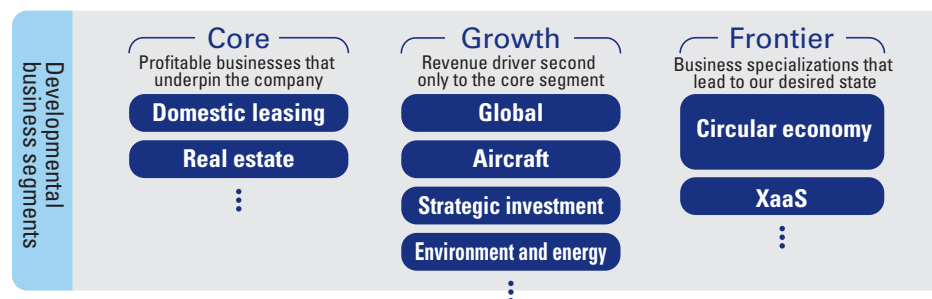 Developmental
business segments
Core
Profitable businesses that
underpin the company
Domestic leasing
Real estate
Growth
Revenue driver second
only to the core segment
Global
Aircraft
Strategic investment
Environment and energy
Frontier
Business specializations that
lead to our desired state
Circular economy
XaaS